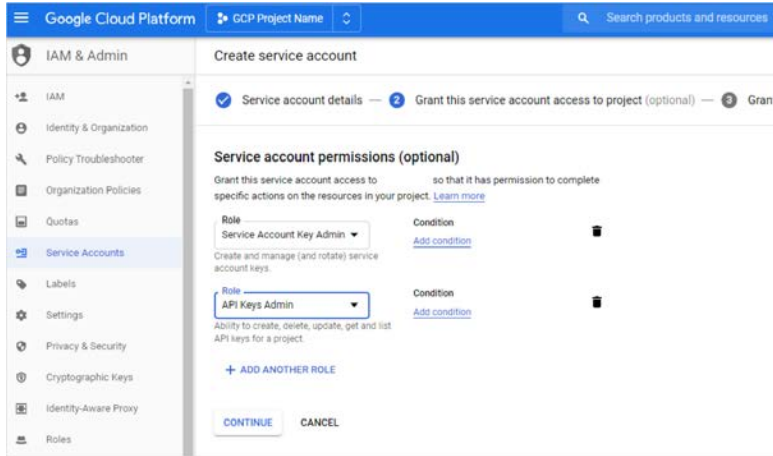 Google Cloud Platform
GCP Project Name
Search products and resources
IAM & Admin
IAM
Identity & Organization
Policy Troubleshooter
Organization Policies
Quotas
Service Accounts
Labels
Settings
Privacy & Security
Cryptographic Keys
Identity-Aware Proxy
Roles
Create service account
Service account details — 2 Grant this service account access to project (optional) — 3 Grant
Service account permissions (optional)
Grant this service account access to so that it has permission to complete
specific actions on the resources in your project. Learn more
Role
Service Account Key Admin
Condition
Add condition
Create and manage (and rotate) service
account keys.
Role
API Keys Admin
Condition
Add condition
Ability to create, delete, update, get and list
API keys for a project.
+ ADD ANOTHER ROLE
CONTINUE CANCEL